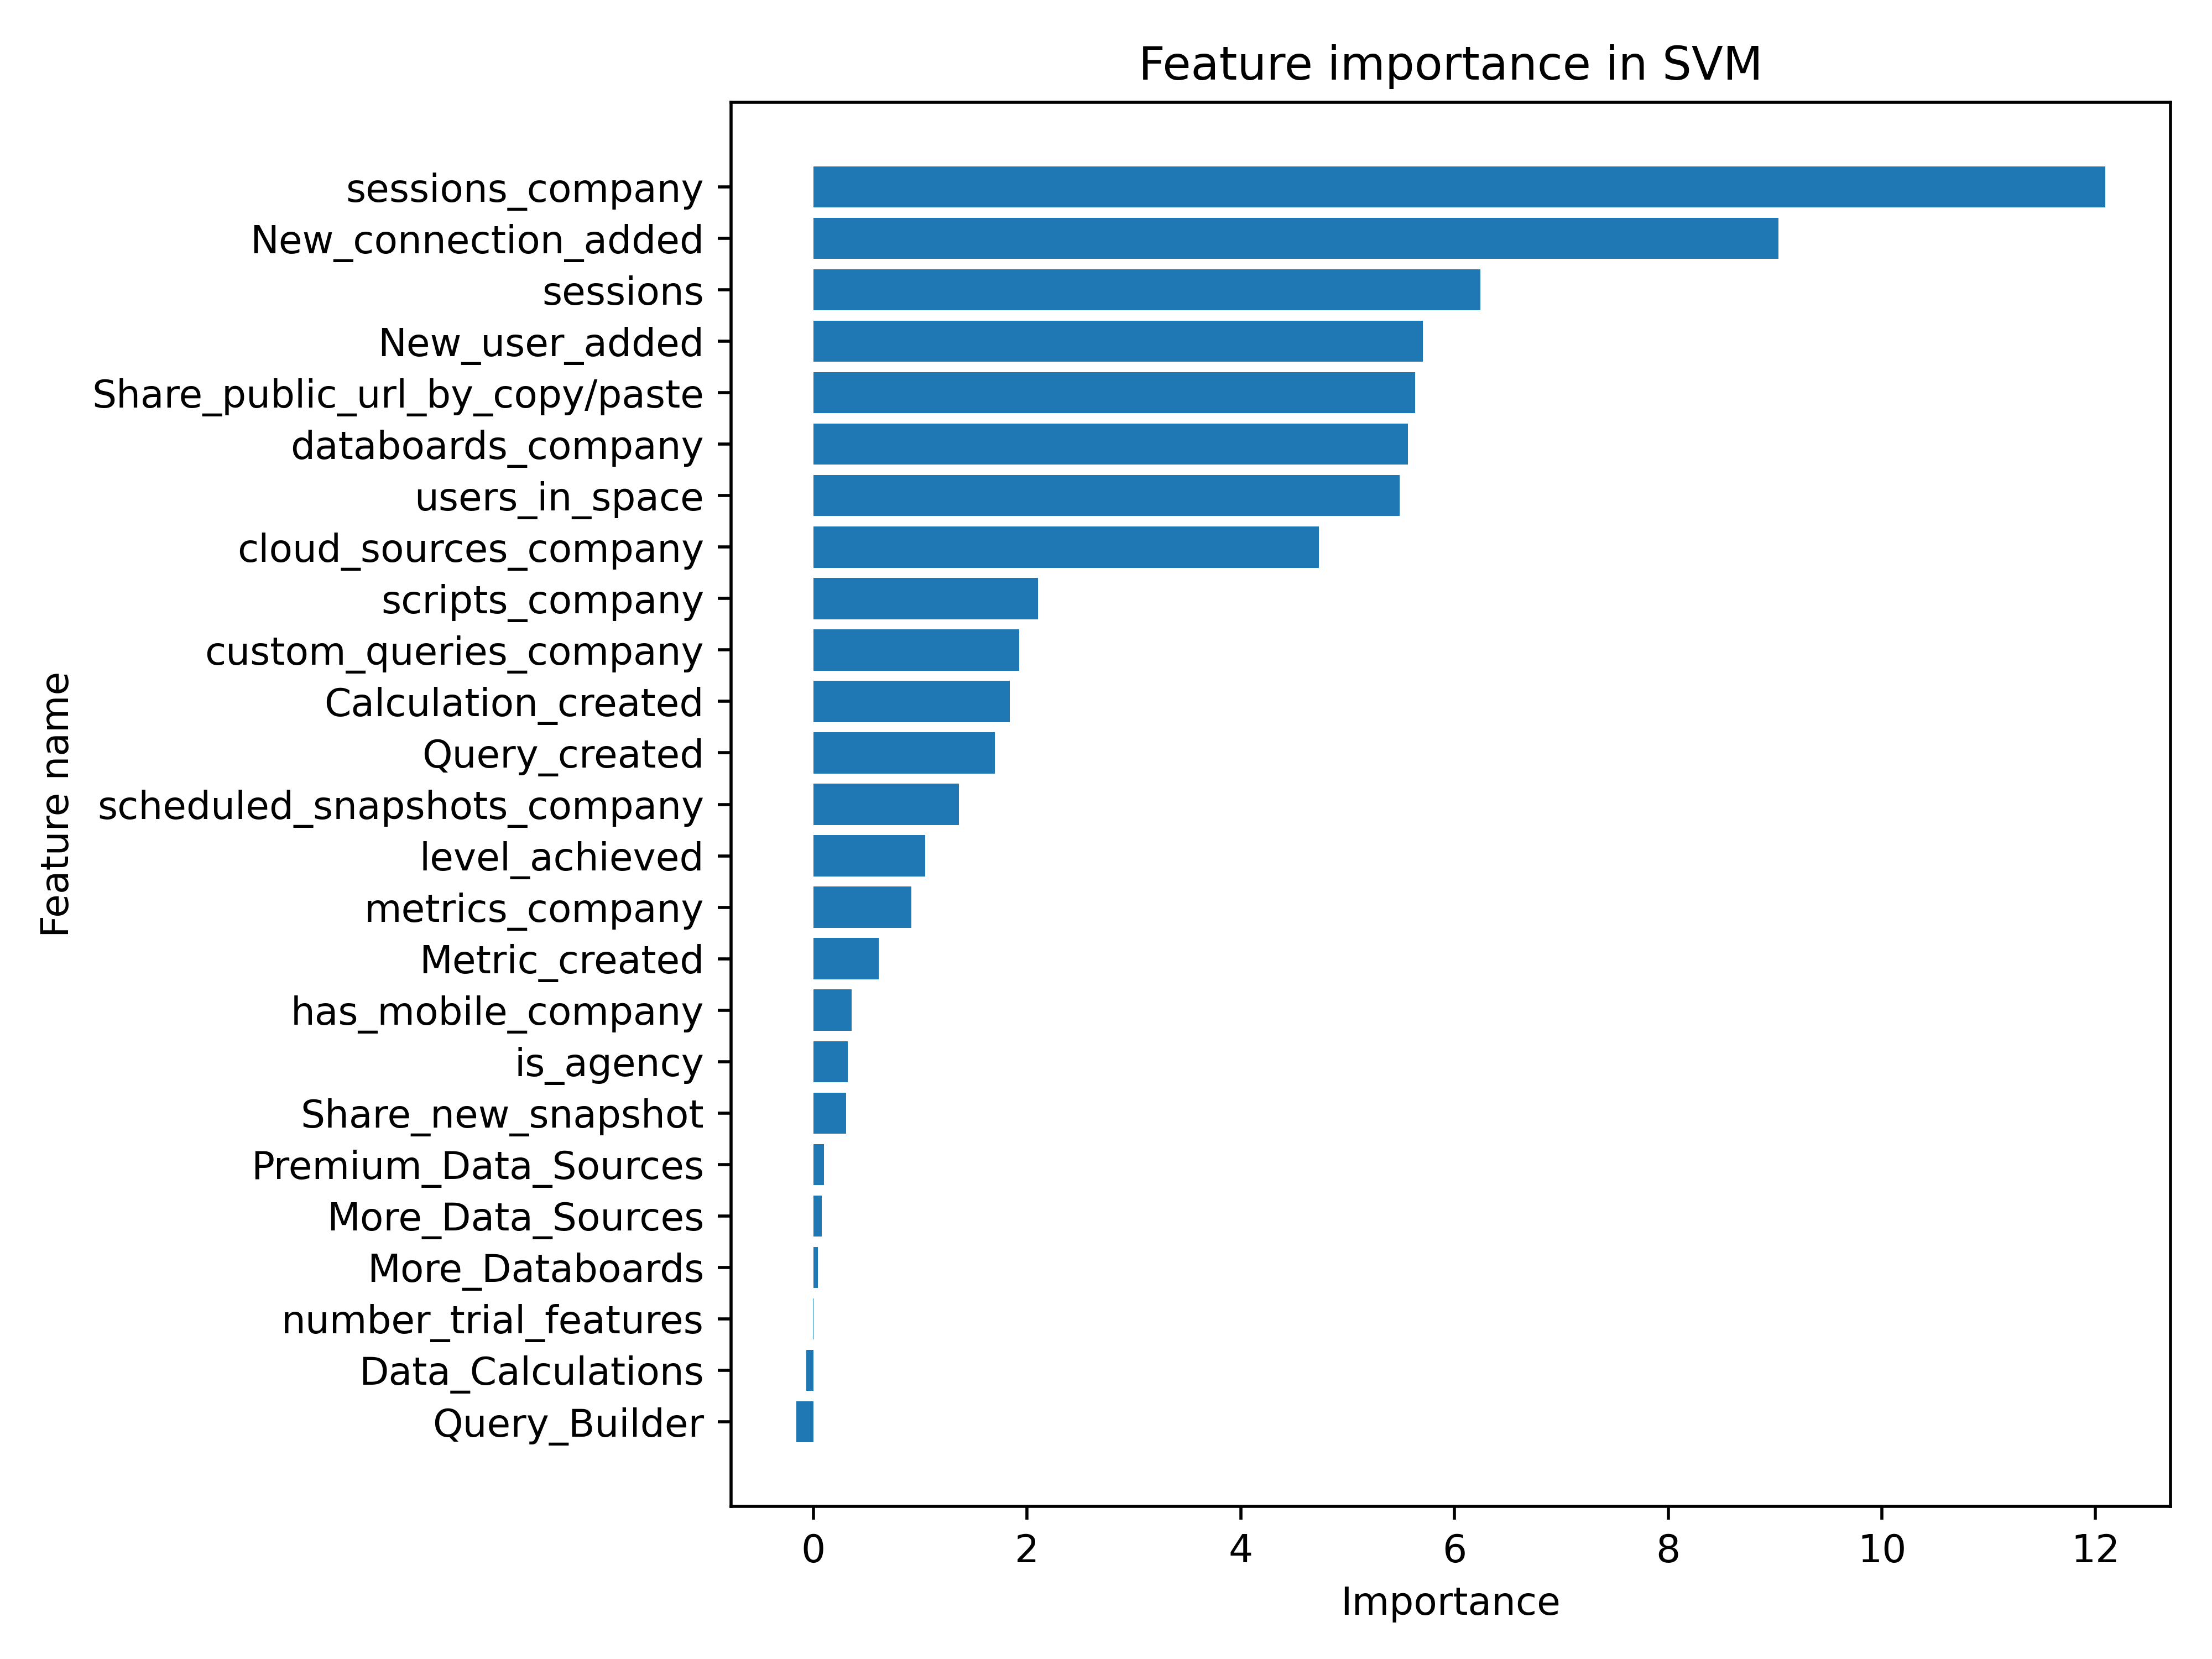 Feature importance in SVM
sessions_company
New_connection_added
sessions
New_user_added
Share_public_url_by_copy/paste
databoards_company
users_in_space
cloud_sources_company
scripts_company
custom_queries_company
Calculation_created
Query_created
scheduled_snapshots_company
level_achieved
metrics_company
Metric_created
has_mobile_company
is_agency
Share_new_snapshot
Premium_Data_Sources
More_Data_Sources
More_Databoards
number_trial_features
Data_Calculations
Query_Builder
Feature name
0 2 4 6 8 10 12
Importance